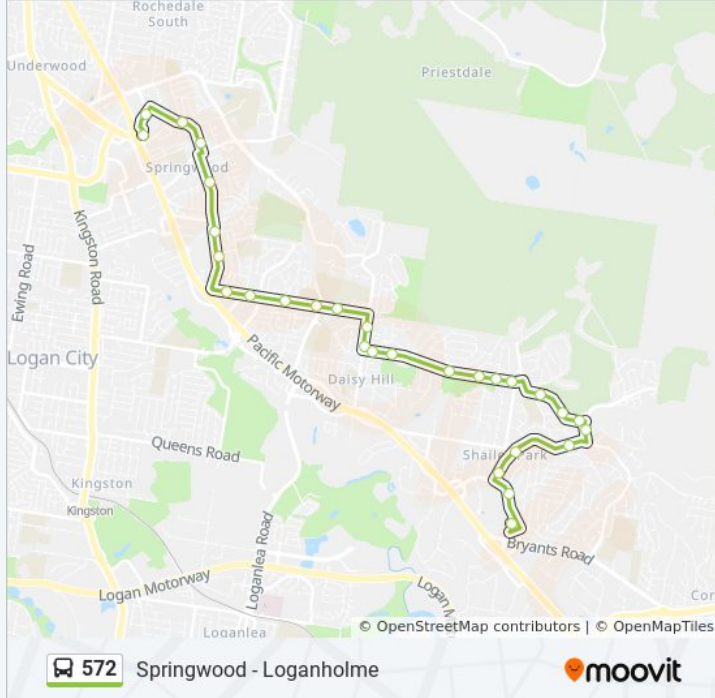 Rochedale
South
Underwood
Priestdale
Springwood
Kingston Road
Ewing Road
Logan City
Pacific Motorway
Daisy Hill
Queens Road
Shailer Park
Kingston
Kingston
Loganlea Road
Bryants Road
Logan Motorway
Logan M
Cor
Loganlea
© OpenStreetMap contributors | © OpenMapTiles
572 Springwood - Loganholme
moovit